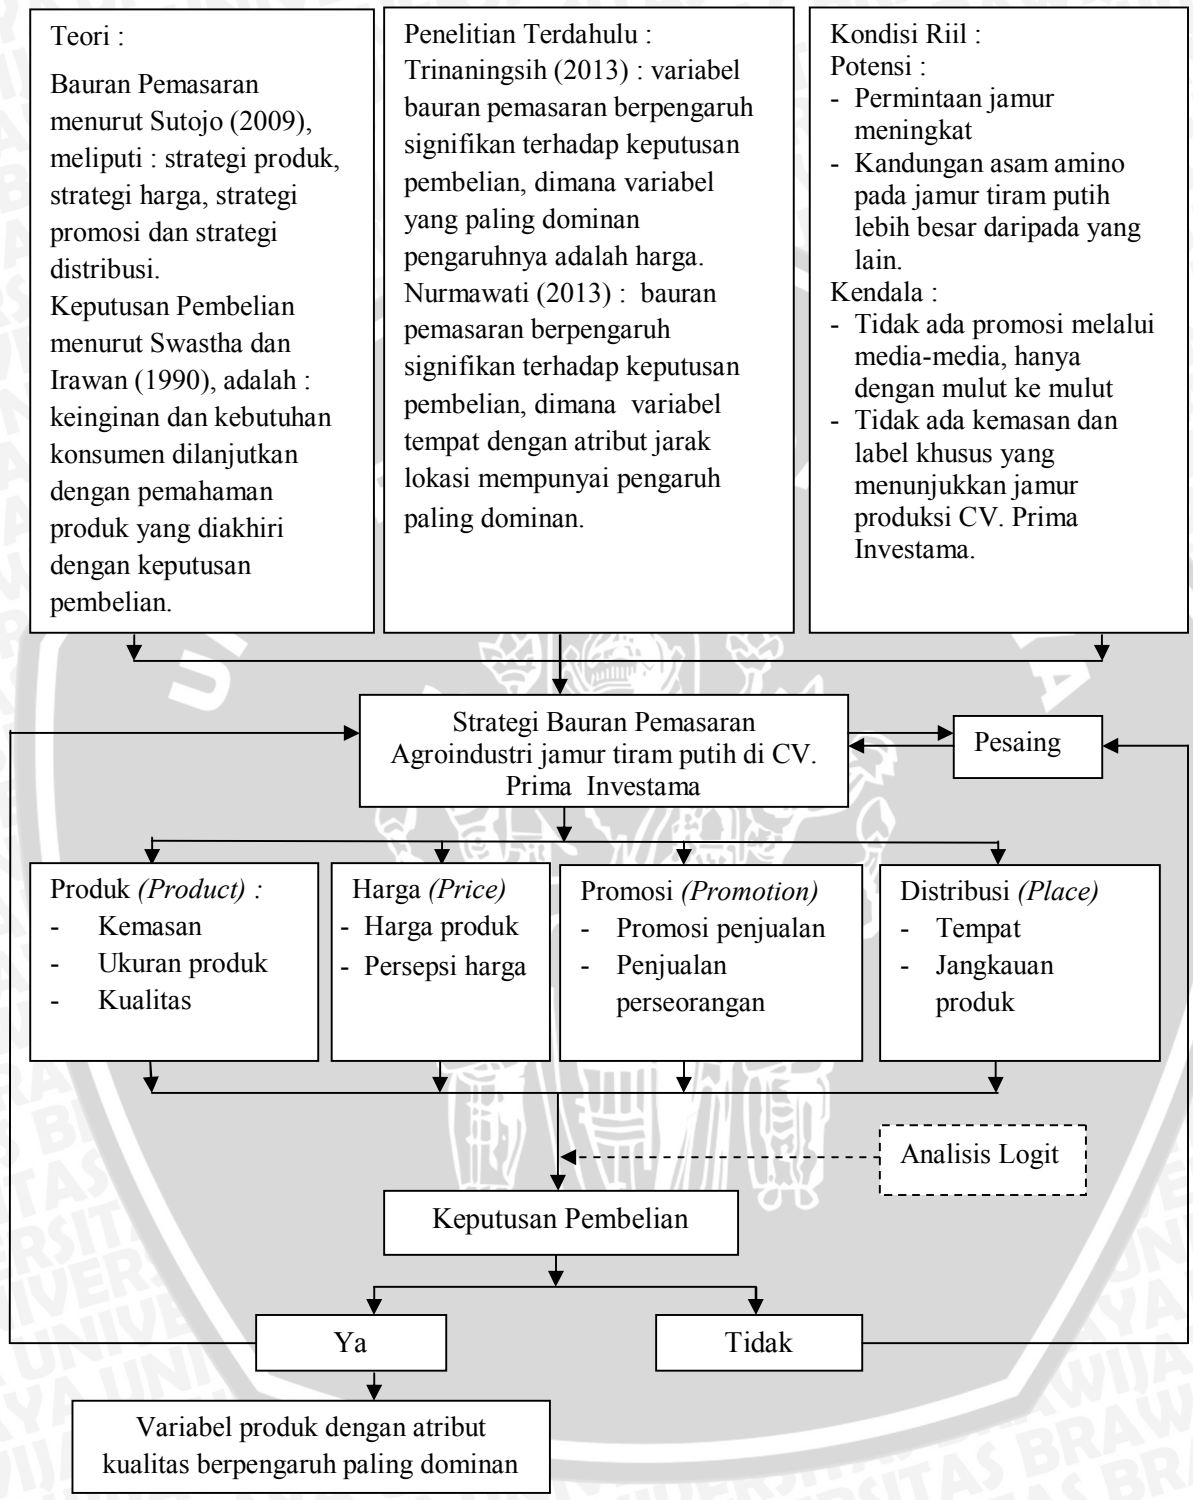 Teori :
Bauran Pemasaran
menurut Sutojo (2009),
meliputi : strategi produk,
strategi harga, strategi
promosi dan strategi
distribusi.
Keputusan Pembelian
menurut Swastha dan
Irawan (1990), adalah :
keinginan dan kebutuhan
konsumen dilanjutkan
dengan pemahaman
produk yang diakhiri
dengan keputusan
pembelian.
Penelitian Terdahulu :
Trinaningsih (2013) : variabel
bauran pemasaran berpengaruh
signifikan terhadap keputusan
pembelian, dimana variabel
yang paling dominan
pengaruhnya adalah harga.
Nurmawati (2013) : bauran
pemasaran berpengaruh
signifikan terhadap keputusan
pembelian, dimana variabel
tempat dengan atribut jarak
lokasi mempunyai pengaruh
paling dominan.
Kondisi Riil :
Potensi :
- Permintaan jamur
meningkat
- Kandungan asam amino
pada jamur tiram putih
lebih besar daripada yang
lain.
Kendala :
- Tidak ada promosi melalui
media-media, hanya
dengan mulut ke mulut
- Tidak ada kemasan dan
label khusus yang
menunjukkan jamur
produksi CV. Prima
Investama.
Strategi Bauran Pemasaran
Agroindustri jamur tiram putih di CV.
Prima Investama
Pesaing
Produk (Product) :
- Kemasan
- Ukuran produk
- Kualitas
Harga (Price)
- Harga produk
- Persepsi harga
Promosi (Promotion)
- Promosi penjualan
- Penjualan
perseorangan
Distribusi (Place)
- Tempat
- Jangkauan
produk
Analisis Logit
Keputusan Pembelian
Ya
Tidak
Variabel produk dengan atribut
kualitas berpengaruh paling dominan